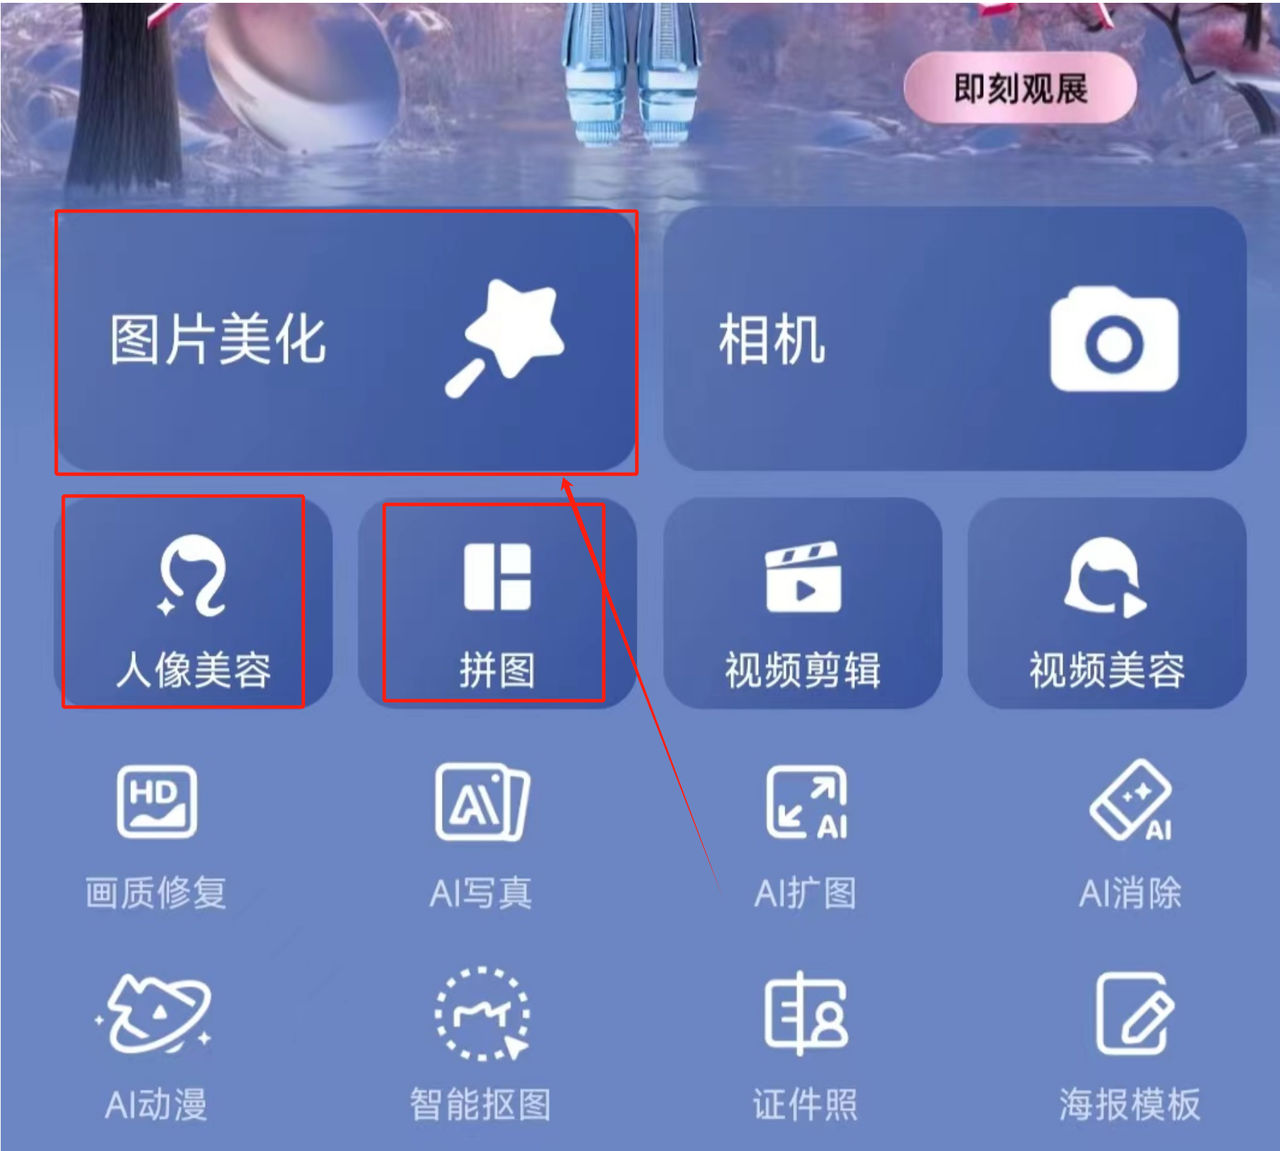 即刻观展
图片美化
相机
人像美容
拼图
视频剪辑
视频美容
HD
AI
AI
AI
画质修复
AI写真
AI扩图
AI消除
AI动漫
智能抠图
证件照
海报模板